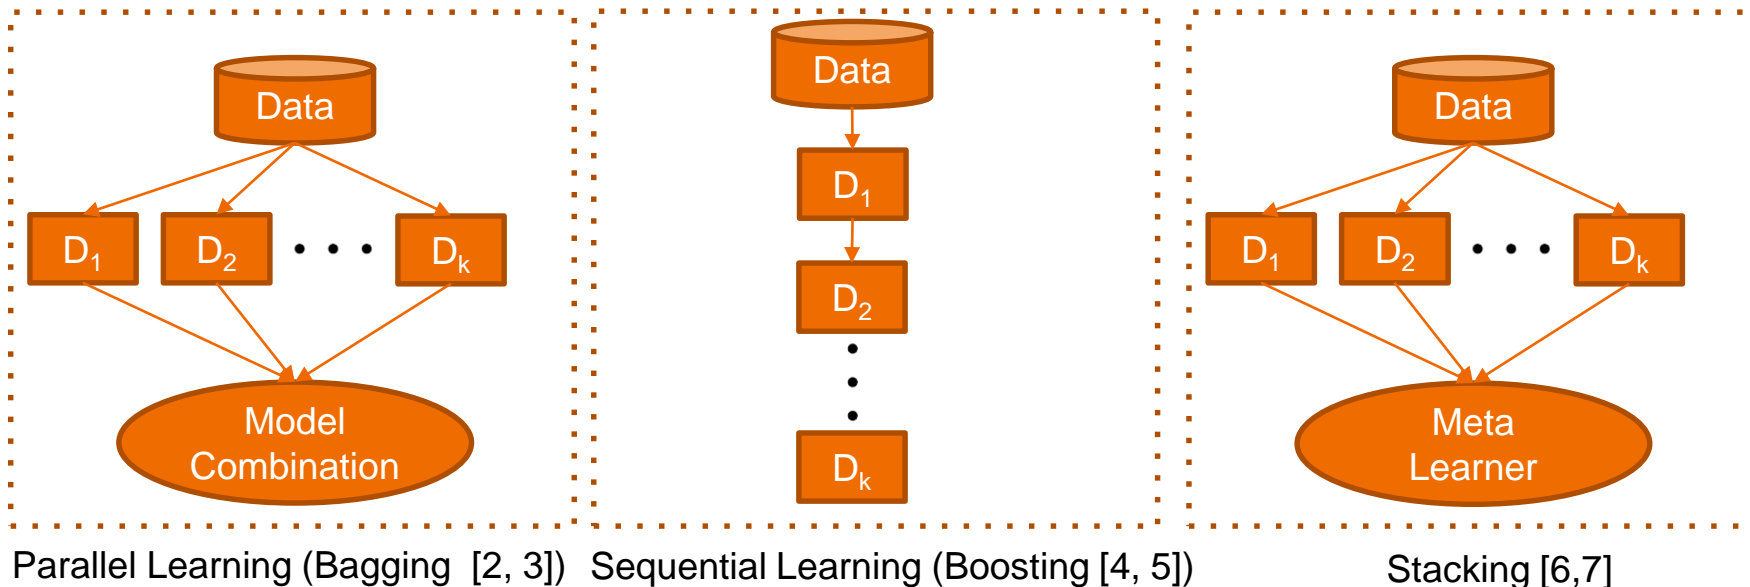 Data
D1
D2
Dk
Model
Combination
Parallel Learning (Bagging [2, 3])
Data
D1
D2
Dk
Sequential Learning (Boosting [4, 5])
Data
D1
D2
Dk
Meta
Learner
Stacking [6,7]